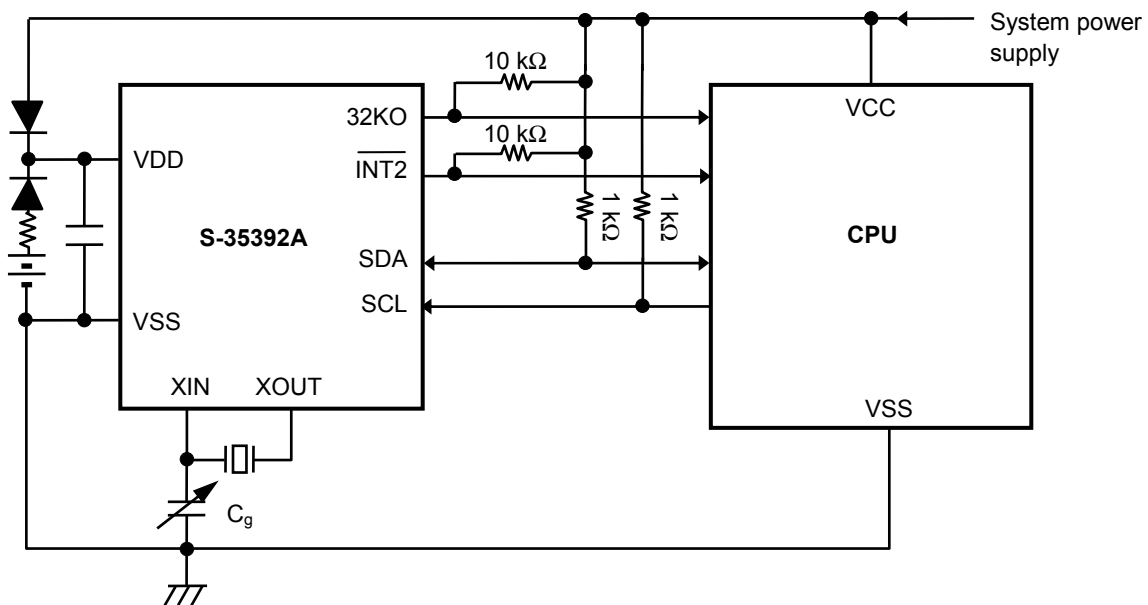 System power
supply
10 kΩ
32KO
VCC
10 kΩ
VDD
INT2
1 kΩ
1 kΩ
S-35392A
CPU
SDA
SCL
VSS
XIN XOUT
VSS
Cg